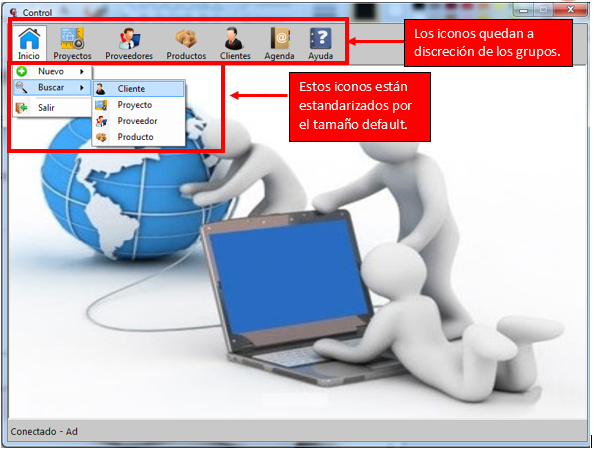 Control
Inicio Proyectos Proveedores Productos Clientes Agenda Ayuda
Los iconos quedan a
discreción de los grupos.
Nuevo
Buscar
Salir
Cliente
Proyecto
Proveedor
Producto
Estos iconos están
estandarizados por
el tamaño default.
Conectado - Ad